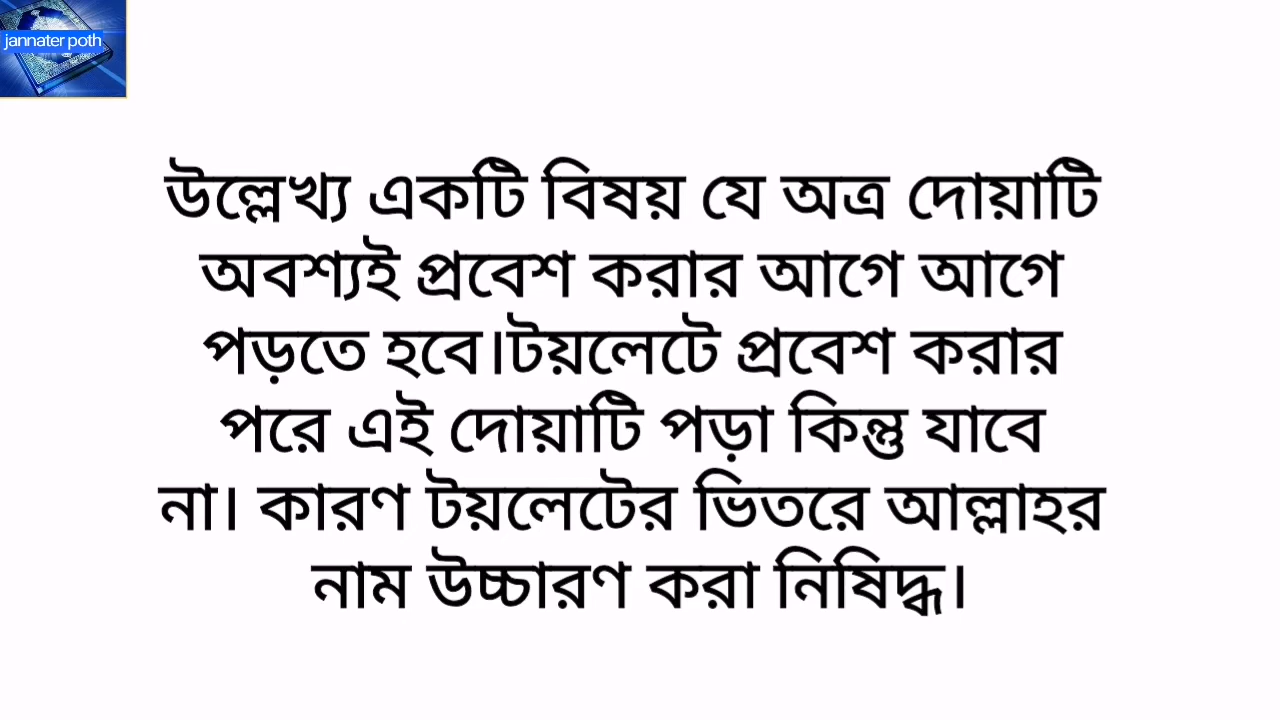 jannater poth
উল্লেখ্য একটি বিষয় যে অত্র দোয়াটি
অবশ্যই প্রবেশ করার আগে আগে
পড়তে হবে।টয়লেটে প্রবেশ করার
পরে এই দোয়াটি পড়া কিন্তু যাবে
না। কারণ টয়লেটের ভিতরে আল্লাহর
নাম উচ্চারণ করা নিষিদ্ধ।